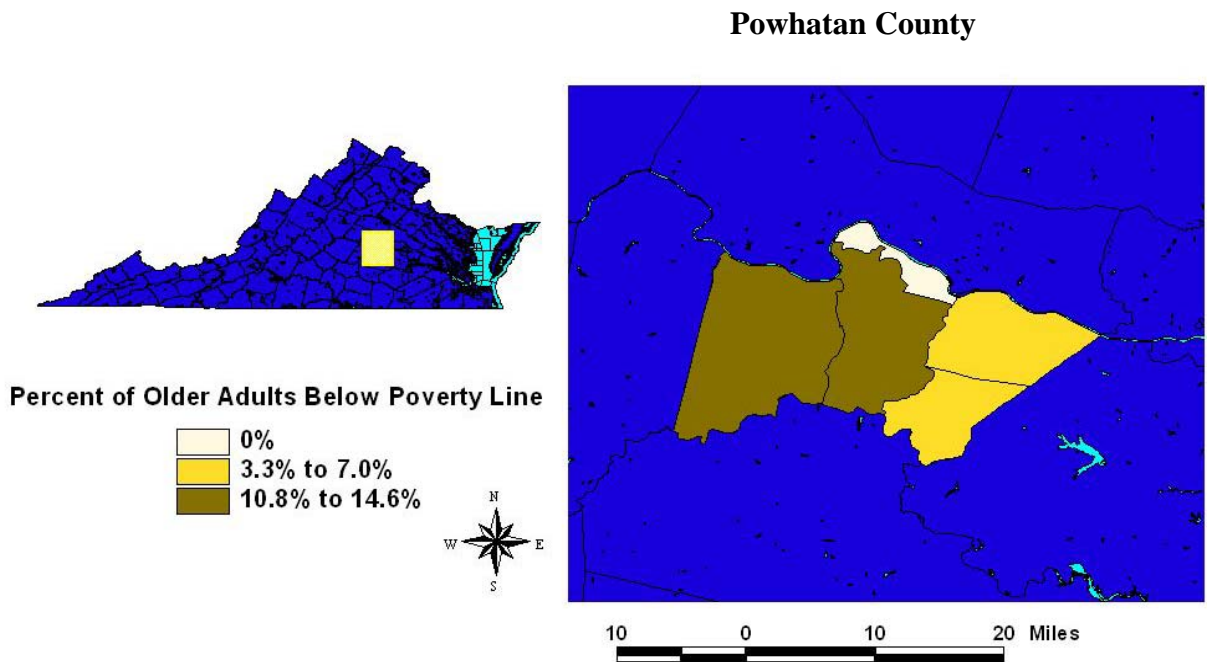 Powhatan County
Percent of Older Adults Below Poverty Line
0%
3.3% to 7.0%
10.8% to 14.6%
N
W E
S
10 0 10 20 Miles